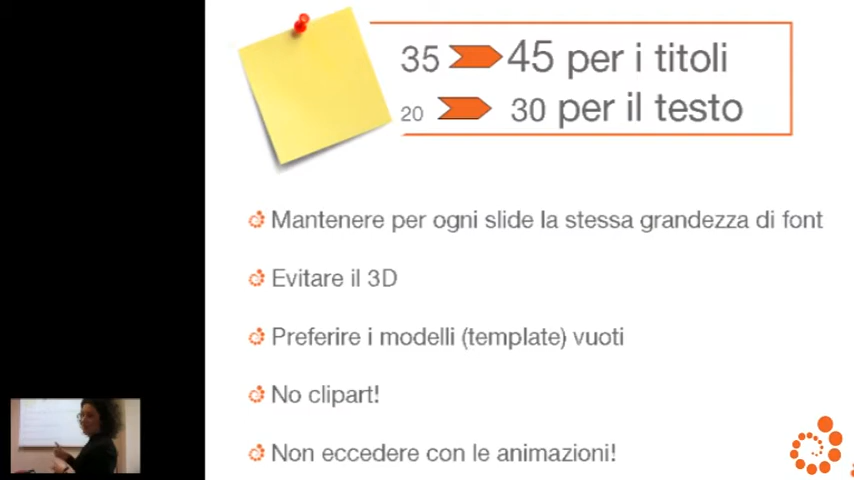 35 45 per i titoli
20 30 per il testo
Mantenere per ogni slide la stessa grandezza di font
Evitare il 3D
Preferire i modelli (template) vuoti
No clipart!
Non eccedere con le animazioni!